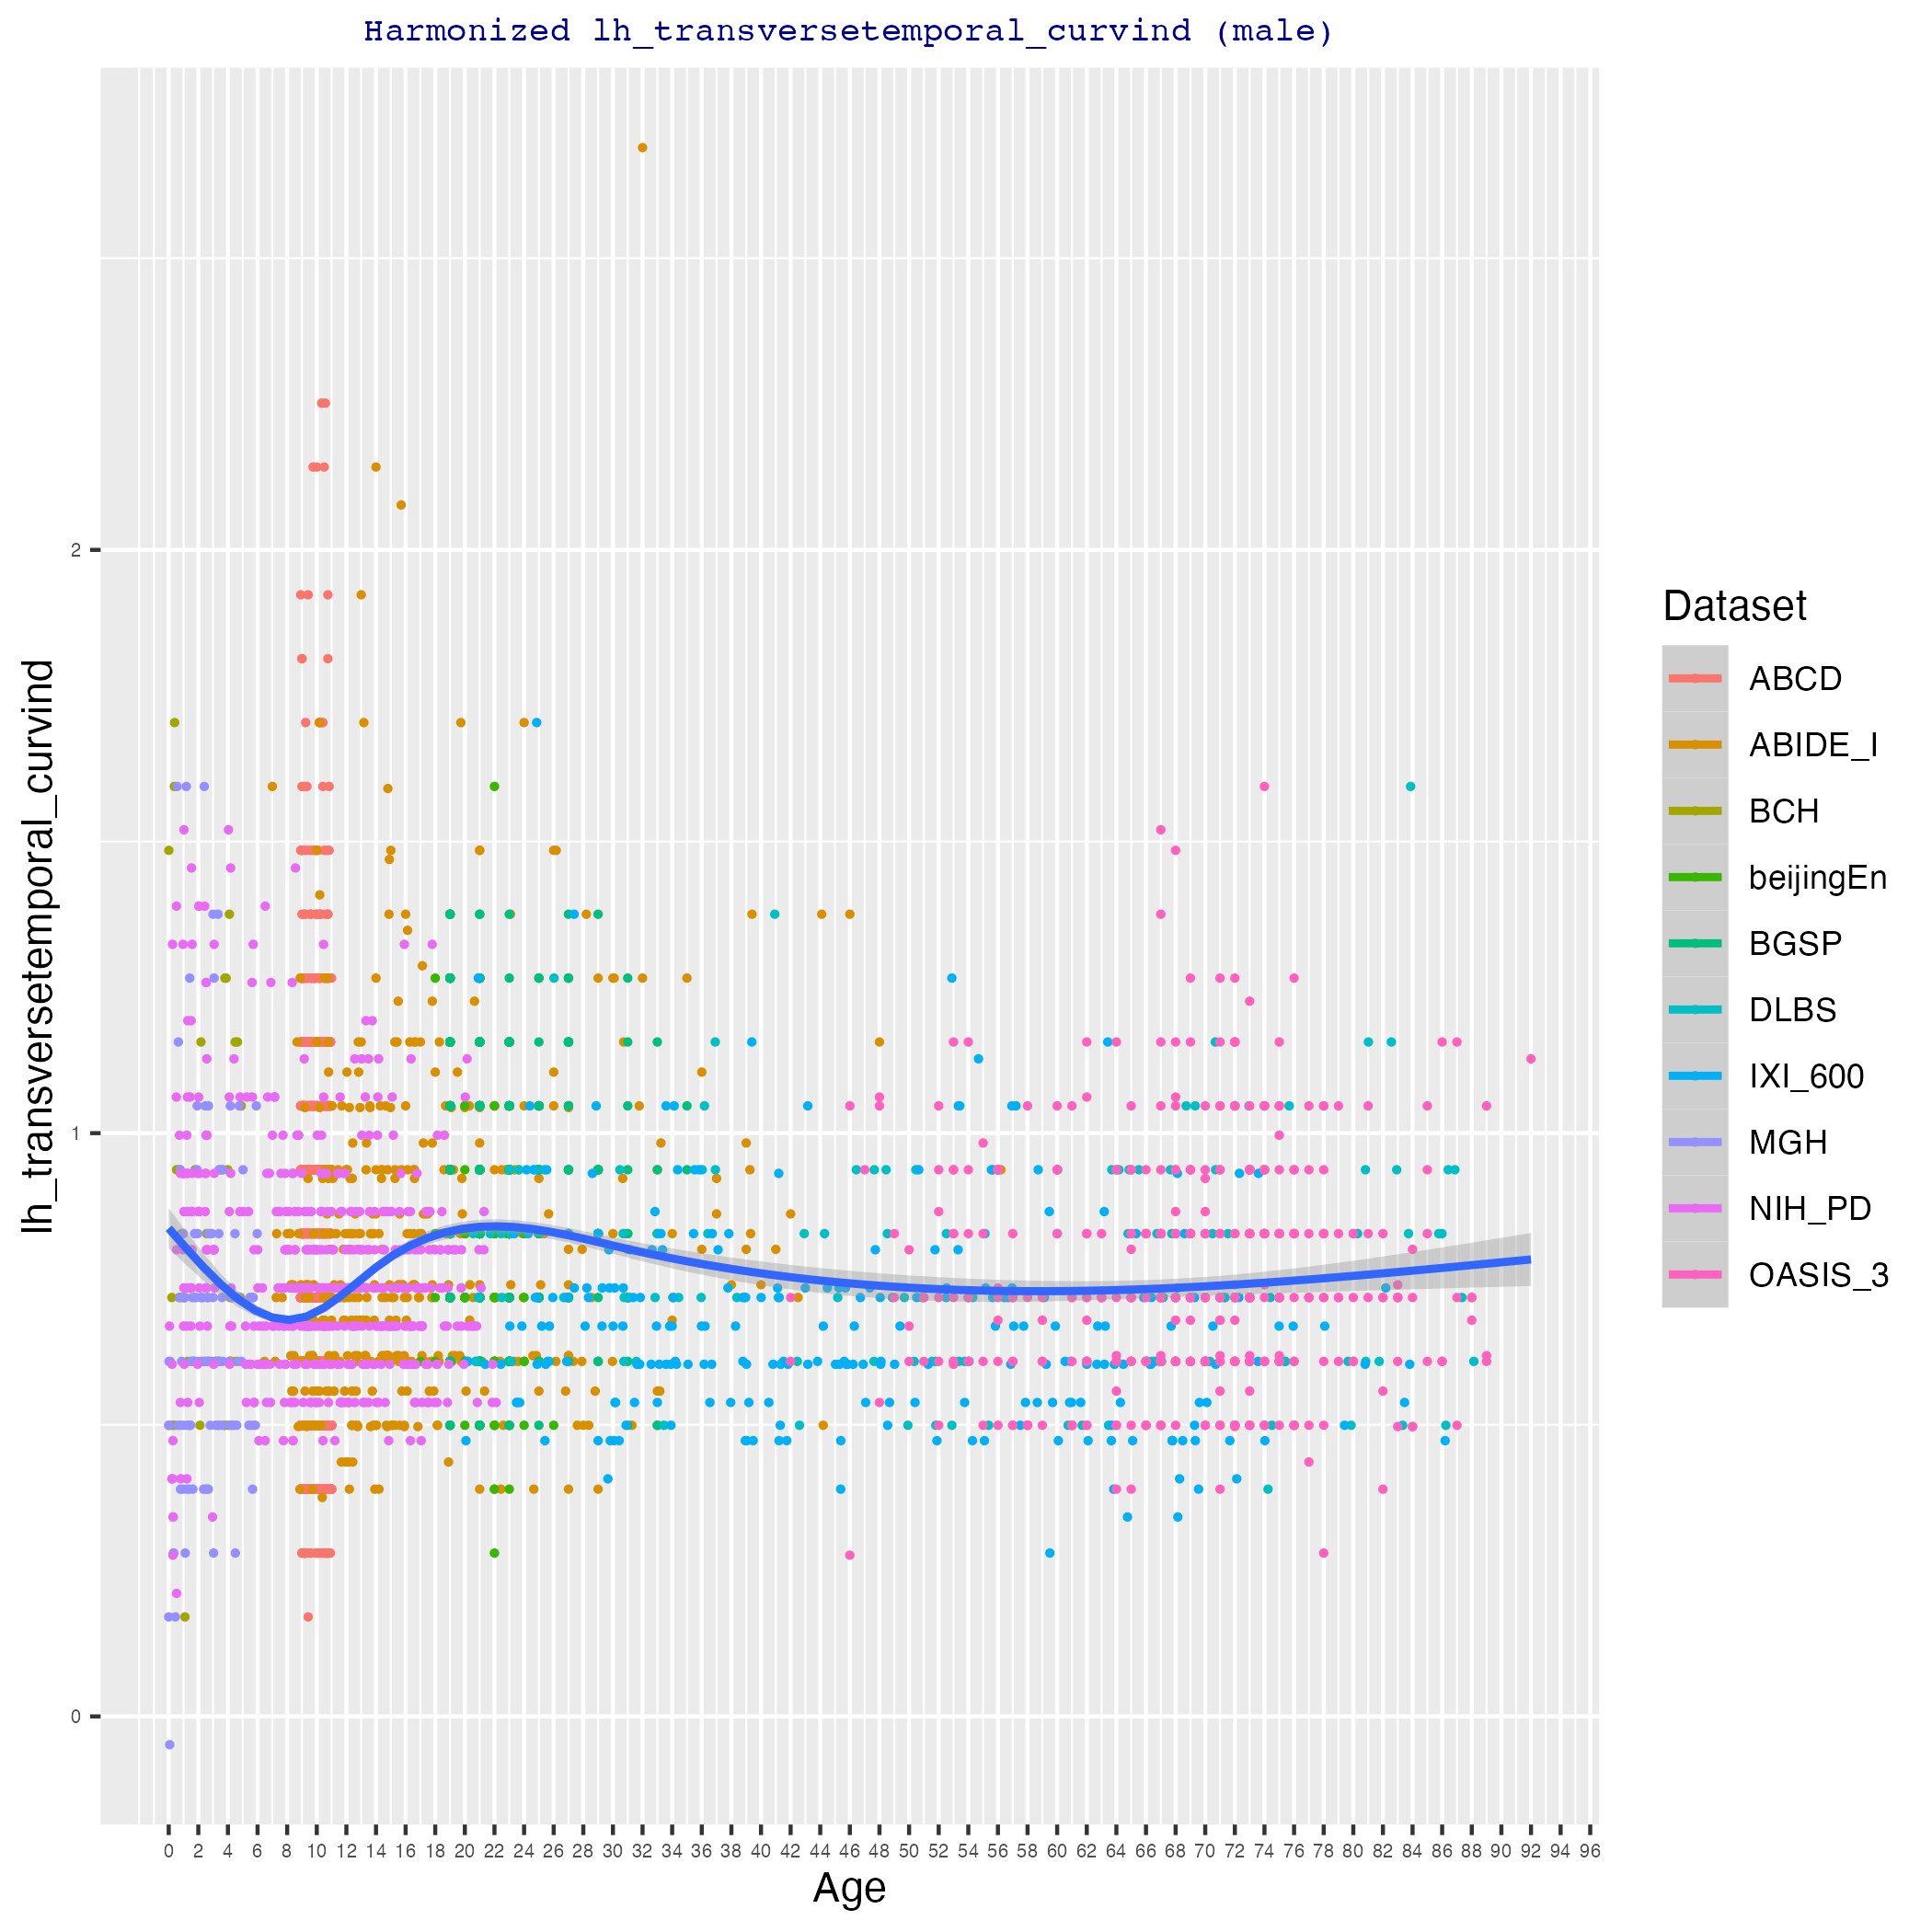 Harmonized lh_transversetemporal_curvind (male)
lh_transversetemporal_curvind
2
1
0
0 2 4 6 8 10 12 14 16 18 20 22 24 26 28 30 32 34 36 38 40 42 44 46 48 50 52 54 56 58 60 62 64 66 68 70 72 74 76 78 80 82 84 86 88 90 92 94 96
Age
Dataset
ABCD
ABIDE_I
BCH
beijingEn
BGSP
DLBS
IXI_600
MGH
NIH_PD
OASIS_3